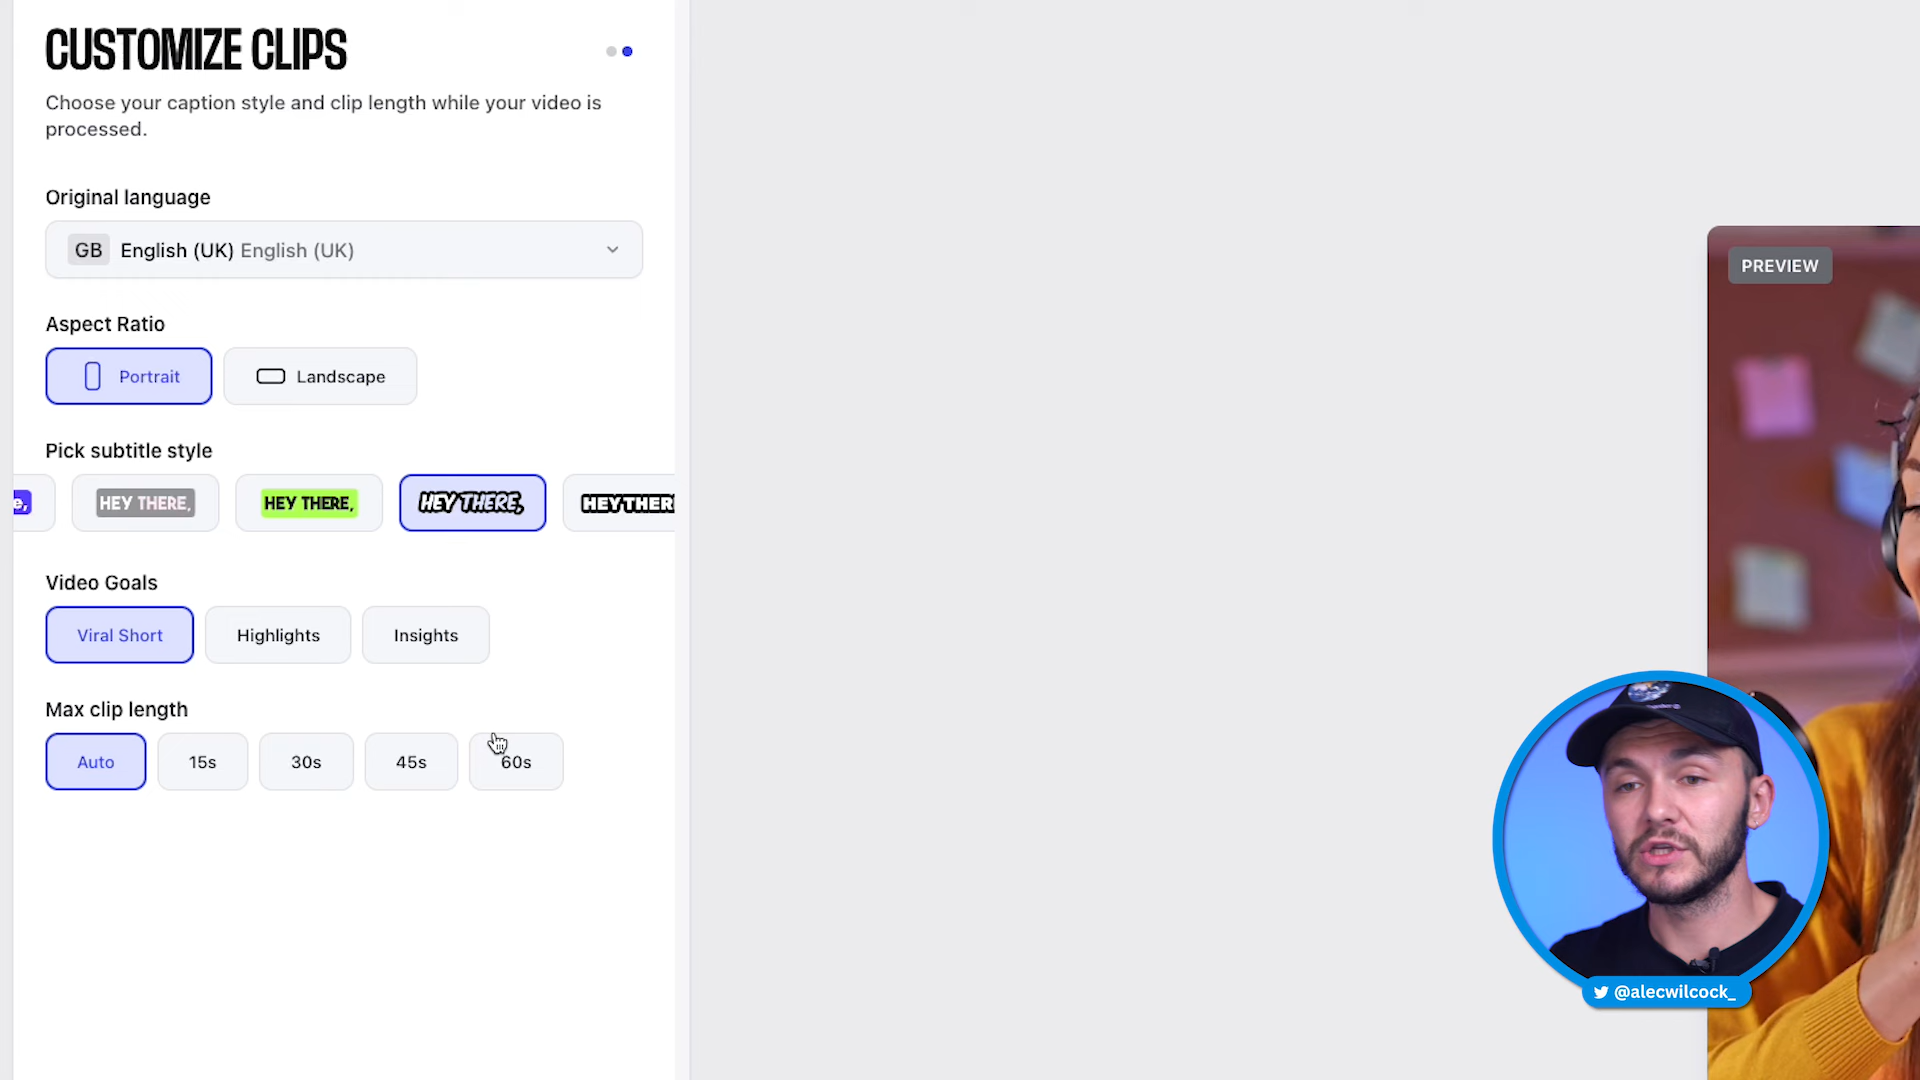 CUSTOMIZE CLIPS
Choose your caption style and clip length while your video is
processed.
Original language
GB English (UK) English (UK)
Aspect Ratio
Portrait Landscape
Pick subtitle style
e, HEY THERE, HEY THERE, HEY THERE, HEY THER
Video Goals
Viral Short Highlights Insights
Max clip length
Auto 15s 30s 45s 60s
PREVIEW
@alecwilcock_